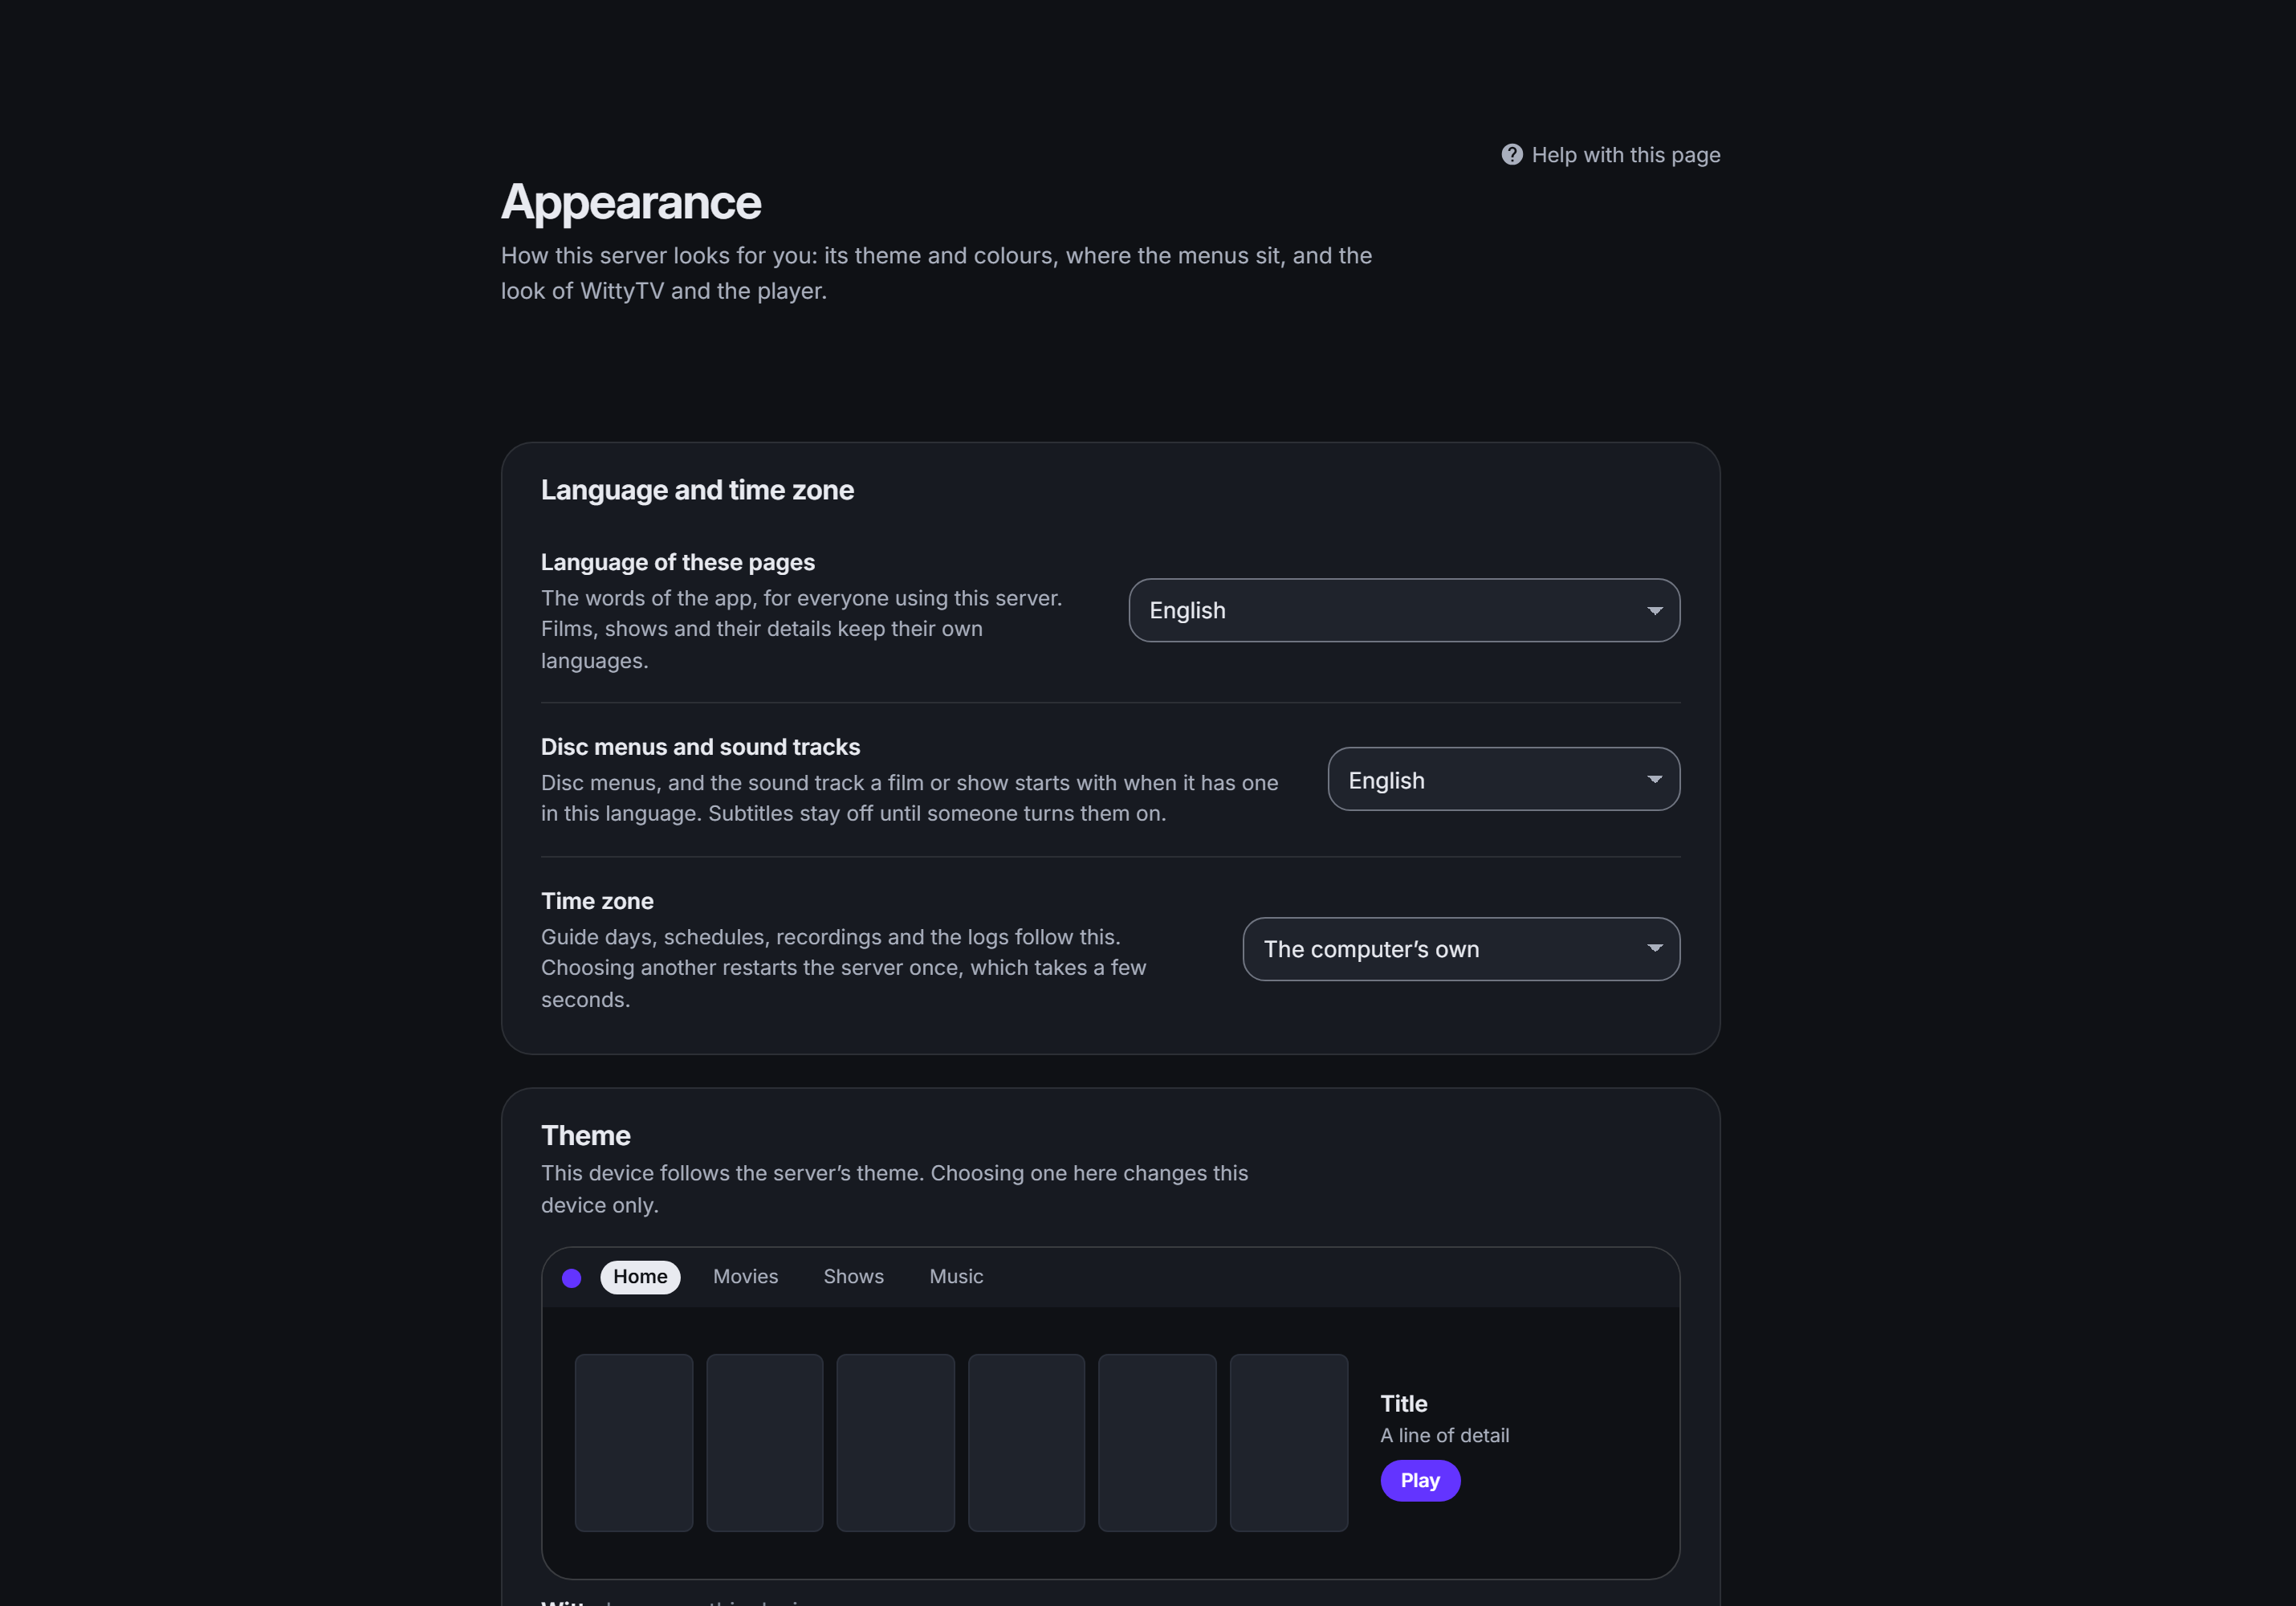 Help with this page
Appearance
How this server looks for you: its theme and colours, where the menus sit, and the
look of WittyTV and the player.
Language and time zone
Language of these pages
The words of the app, for everyone using this server.
Films, shows and their details keep their own
languages.
English
Disc menus and sound tracks
Disc menus, and the sound track a film or show starts with when it has one
in this language. Subtitles stay off until someone turns them on.
English
Time zone
Guide days, schedules, recordings and the logs follow this.
Choosing another restarts the server once, which takes a few
seconds.
The computer’s own
Theme
This device follows the server’s theme. Choosing one here changes this
device only.
Home Movies Shows Music
Title
A line of detail
Play